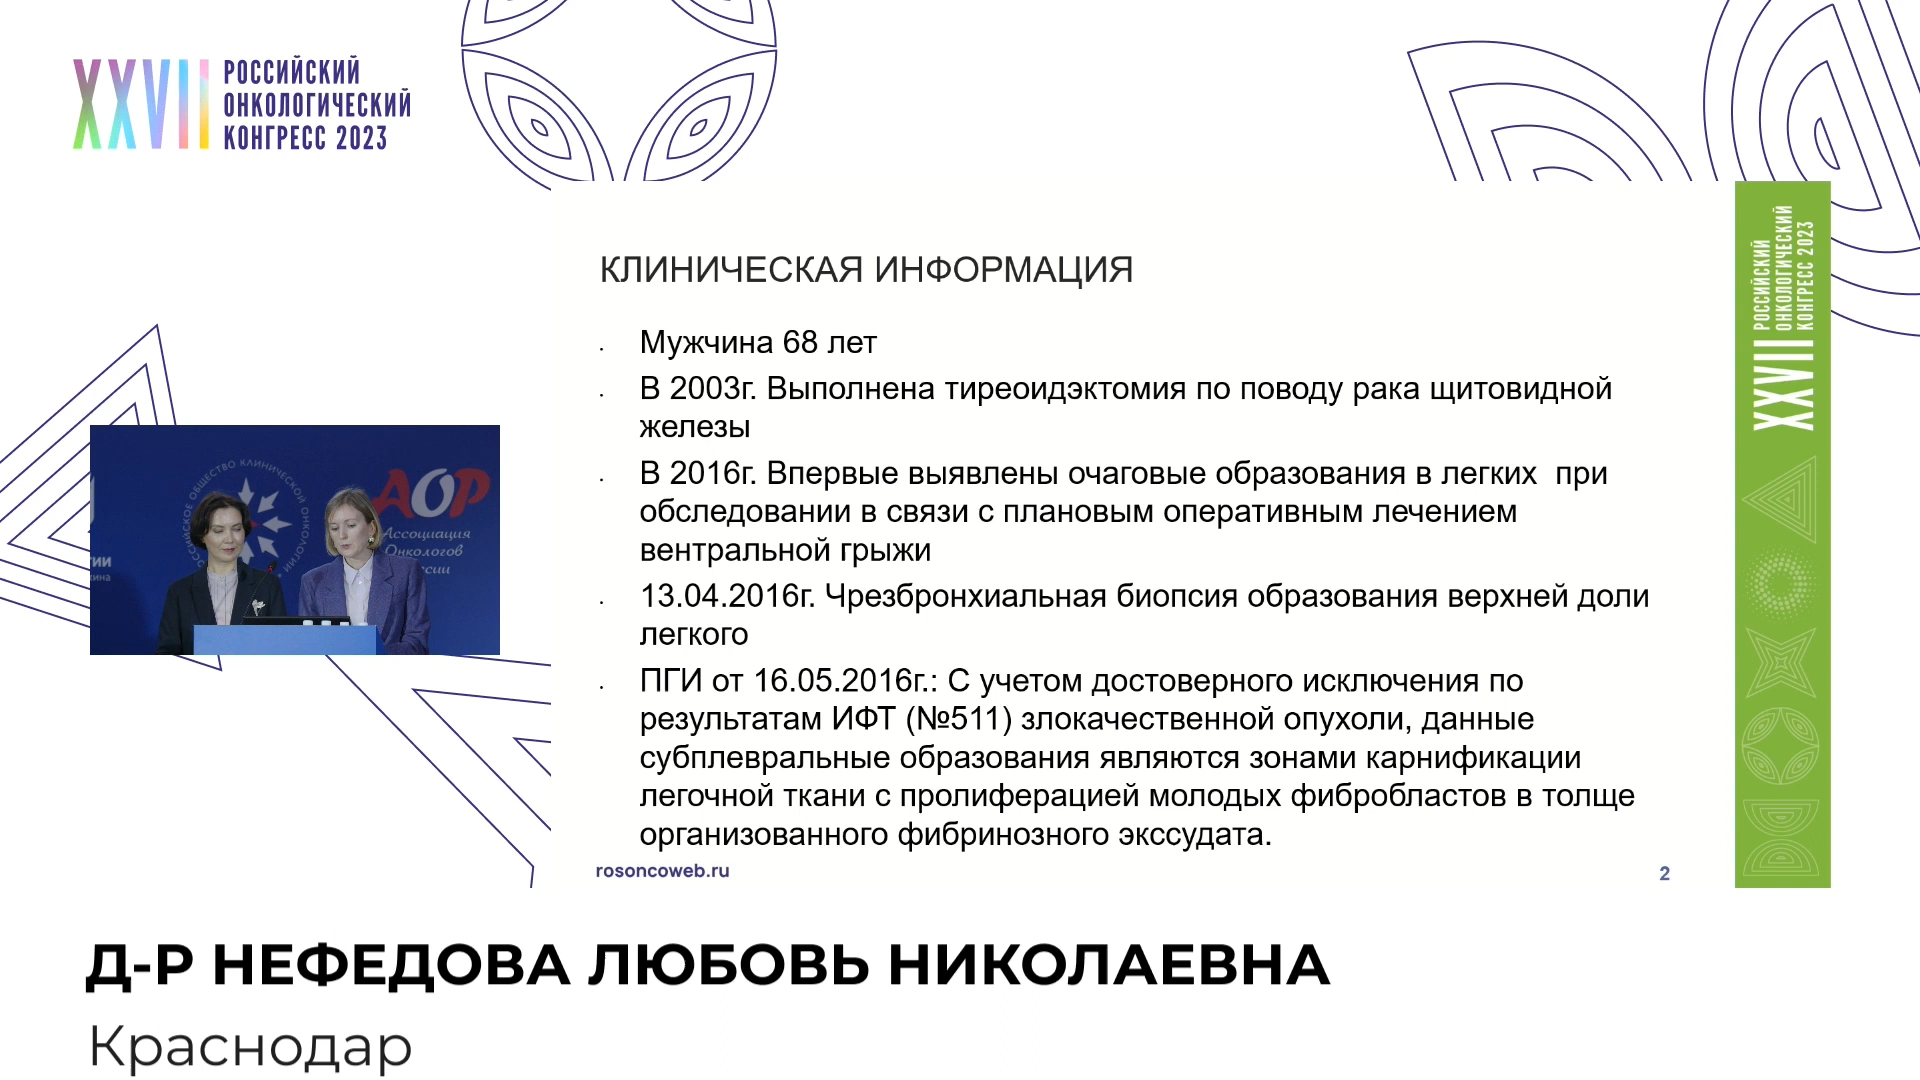 XXVII РОССИЙСКИЙ
ОНКОЛОГИЧЕСКИЙ
КОНГРЕСС 2023
КЛИНИЧЕСКАЯ ИНФОРМАЦИЯ
Мужчина 68 лет
В 2003г. Выполнена тиреоидэктомия по поводу рака щитовидной
железы
В 2016г. Впервые выявлены очаговые образования в легких при
обследовании в связи с плановым оперативным лечением
вентральной грыжи
13.04.2016г. Чрезбронхиальная биопсия образования верхней доли
легкого
ПГИ от 16.05.2016г.: С учетом достоверного исключения по
результатам ИФТ (№511) злокачественной опухоли, данные
субплевральные образования являются зонами карнификации
легочной ткани с пролиферацией молодых фибробластов в толще
организованного фибринозного экссудата.
rosoncoweb.ru
2
XXVII РОССИЙСКИЙ
ОНКОЛОГИЧЕСКИЙ
КОНГРЕСС 2023
РОССИЙСКОЕ ОБЩЕСТВО КЛИНИЧЕСКОЙ ОНКОЛОГИИ
АОР
Ассоциация
Онкологов
Д-Р НЕФЕДОВА ЛЮБОВЬ НИКОЛАЕВНА
Краснодар